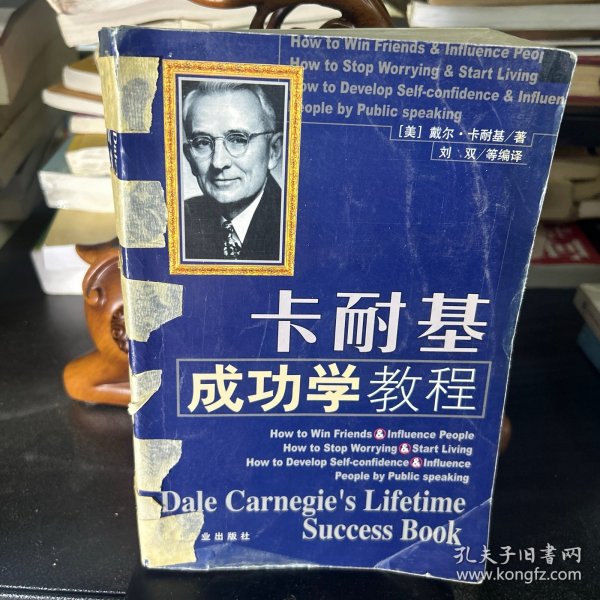 How to Win Friends & Influence Peop
How to Stop Worrying & Start Living
How to Develop Self-confidence & Influen
People by Public speaking
[美]戴尔·卡耐基/著
刘 双/等编译
卡耐基
成功学教程
How to Win Friends & Influence People
How to Stop Worrying & Start Living
How to Develop Self-confidence & Influence
People by Public speaking
Dale Carnegie's Lifetime
Success Book
业出版社
孔夫子旧书网
www.kongfz.com